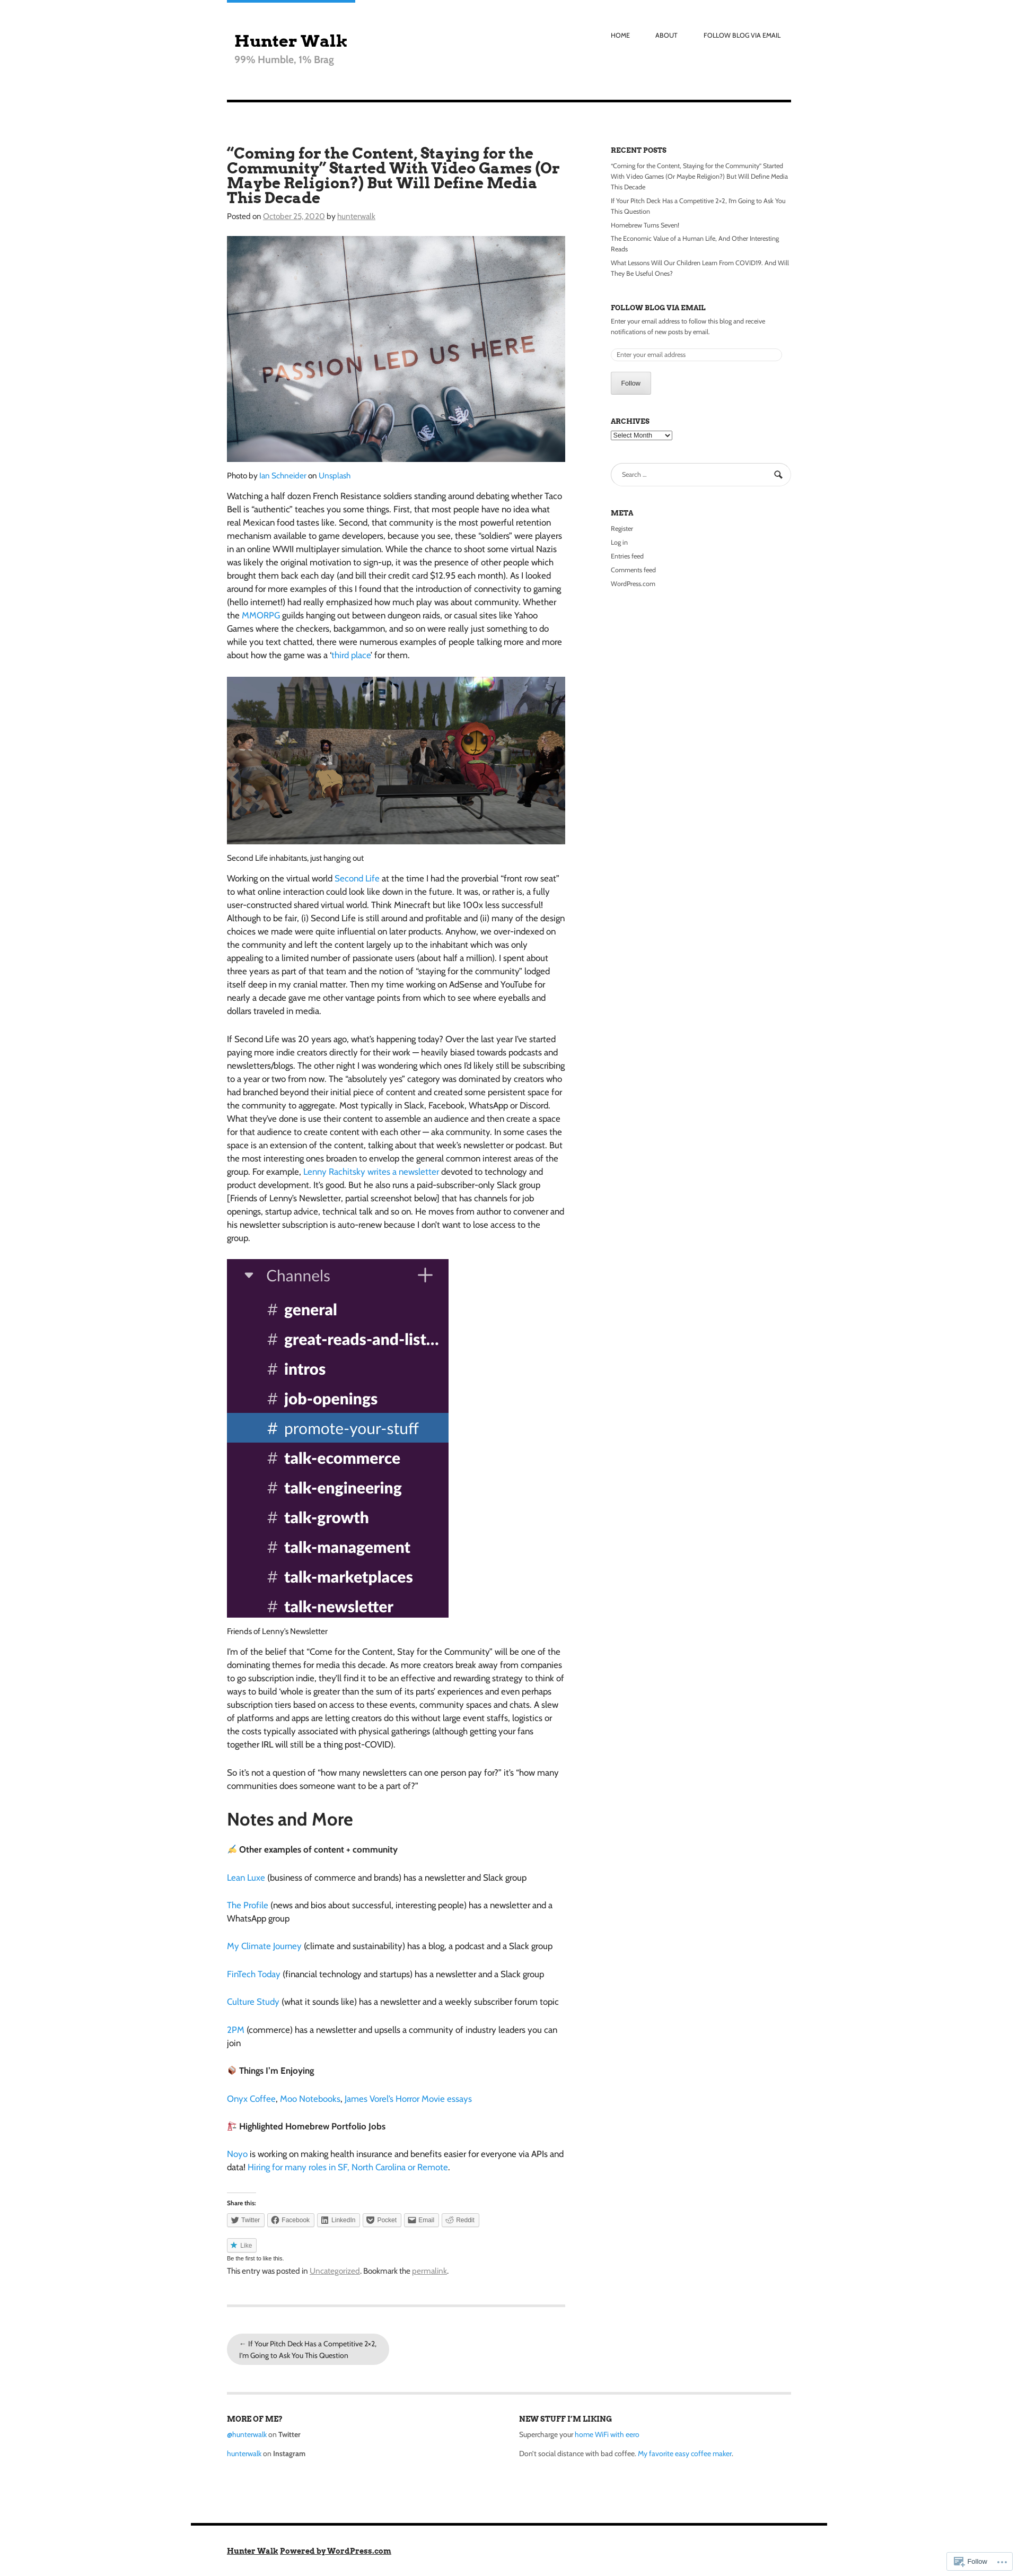 Hunter Walk
99% Humble, 1% Brag
HOME
ABOUT
FOLLOW BLOG VIA EMAIL
“Coming for the Content, Staying for the
Community” Started With Video Games (Or
Maybe Religion?) But Will Define Media
This Decade
Posted on October 25, 2020 by hunterwalk
PASSION LED US HERE
Photo by Ian Schneider on Unsplash
Watching a half dozen French Resistance soldiers standing around debating whether Taco
Bell is “authentic” teaches you some things. First, that most people have no idea what
real Mexican food tastes like. Second, that community is the most powerful retention
mechanism available to game developers, because you see, these “soldiers” were players
in an online WWII multiplayer simulation. While the chance to shoot some virtual Nazis
was likely the original motivation to sign-up, it was the presence of other people which
brought them back each day (and bill their credit card $12.95 each month). As I looked
around for more examples of this I found that the introduction of connectivity to gaming
(hello internet!) had really emphasized how much play was about community. Whether
the MMORPG guilds hanging out between dungeon raids, or casual sites like Yahoo
Games where the checkers, backgammon, and so on were really just something to do
while you text chatted, there were numerous examples of people talking more and more
about how the game was a ‘third place’ for them.
Second Life inhabitants, just hanging out
Working on the virtual world Second Life at the time I had the proverbial “front row seat”
to what online interaction could look like down in the future. It was, or rather is, a fully
user-constructed shared virtual world. Think Minecraft but like 100x less successful!
Although to be fair, (i) Second Life is still around and profitable and (ii) many of the design
choices we made were quite influential on later products. Anyhow, we over-indexed on
the community and left the content largely up to the inhabitant which was only
appealing to a limited number of passionate users (about half a million). I spent about
three years as part of that team and the notion of “staying for the community” lodged
itself deep in my cranial matter. Then my time working on AdSense and YouTube for
nearly a decade gave me other vantage points from which to see where eyeballs and
dollars traveled in media.
If Second Life was 20 years ago, what’s happening today? Over the last year I’ve started
paying more indie creators directly for their work — heavily biased towards podcasts and
newsletters/blogs. The other night I was wondering which ones I’d likely still be subscribing
to a year or two from now. The “absolutely yes” category was dominated by creators who
had branched beyond their initial piece of content and created some persistent space for
the community to aggregate. Most typically in Slack, Facebook, WhatsApp or Discord.
What they’ve done is use their content to assemble an audience and then create a space
for that audience to create content with each other — aka community. In some cases the
space is an extension of the content, talking about that week’s newsletter or podcast. But
the most interesting ones broaden to envelop the general common interest areas of the
group. For example, Lenny Rachitsky writes a newsletter devoted to technology and
product development. It’s good. But he also runs a paid-subscriber-only Slack group
[Friends of Lenny’s Newsletter, partial screenshot below] that has channels for job
openings, startup advice, technical talk and so on. He moves from author to convener and
his newsletter subscription is auto-renew because I don’t want to lose access to the
group.
Channels +
# general
# great-reads-and-list...
# intros
# job-openings
# promote-your-stuff
# talk-ecommerce
# talk-engineering
# talk-growth
# talk-management
# talk-marketplaces
# talk-newsletter
Friends of Lenny’s Newsletter
I’m of the belief that “Come for the Content, Stay for the Community” will be one of the
dominating themes for media this decade. As more creators break away from companies
to go subscription indie, they’ll find it to be an effective and rewarding strategy to think of
ways to build ‘whole is greater than the sum of its parts’ experiences and even perhaps
subscription tiers based on access to these events, community spaces and chats. A slew
of platforms and apps are letting creators do this without large event staffs, logistics or
the costs typically associated with physical gatherings (although getting your fans
together IRL will still be a thing post-COVID).
So it’s not a question of “how many newsletters can one person pay for?” it’s “how many
communities does someone want to be a part of?”
Notes and More
✍ Other examples of content + community
Lean Luxe (business of commerce and brands) has a newsletter and Slack group
The Profile (news and bios about successful, interesting people) has a newsletter and a
WhatsApp group
My Climate Journey (climate and sustainability) has a blog, a podcast and a Slack group
FinTech Today (financial technology and startups) has a newsletter and a Slack group
Culture Study (what it sounds like) has a newsletter and a weekly subscriber forum topic
2PM (commerce) has a newsletter and upsells a community of industry leaders you can
join
📦 Things I’m Enjoying
Onyx Coffee, Moo Notebooks, James Vorel’s Horror Movie essays
🏗 Highlighted Homebrew Portfolio Jobs
Noyo is working on making health insurance and benefits easier for everyone via APIs and
data! Hiring for many roles in SF, North Carolina or Remote.
Share this:
Twitter Facebook LinkedIn Pocket Email Reddit
Like
Be the first to like this.
This entry was posted in Uncategorized. Bookmark the permalink.
← If Your Pitch Deck Has a Competitive 2×2,
I’m Going to Ask You This Question
RECENT POSTS
“Coming for the Content, Staying for the Community” Started
With Video Games (Or Maybe Religion?) But Will Define Media
This Decade
If Your Pitch Deck Has a Competitive 2×2, I’m Going to Ask You
This Question
Homebrew Turns Seven!
The Economic Value of a Human Life, And Other Interesting
Reads
What Lessons Will Our Children Learn From COVID19. And Will
They Be Useful Ones?
FOLLOW BLOG VIA EMAIL
Enter your email address to follow this blog and receive
notifications of new posts by email.
Enter your email address
Follow
ARCHIVES
Select Month
Search ...
META
Register
Log in
Entries feed
Comments feed
WordPress.com
MORE OF ME?
@hunterwalk on Twitter
hunterwalk on Instagram
NEW STUFF I’M LIKING
Supercharge your home WiFi with eero
Don’t social distance with bad coffee. My favorite easy coffee maker.
Hunter Walk Powered by WordPress.com
Follow ...